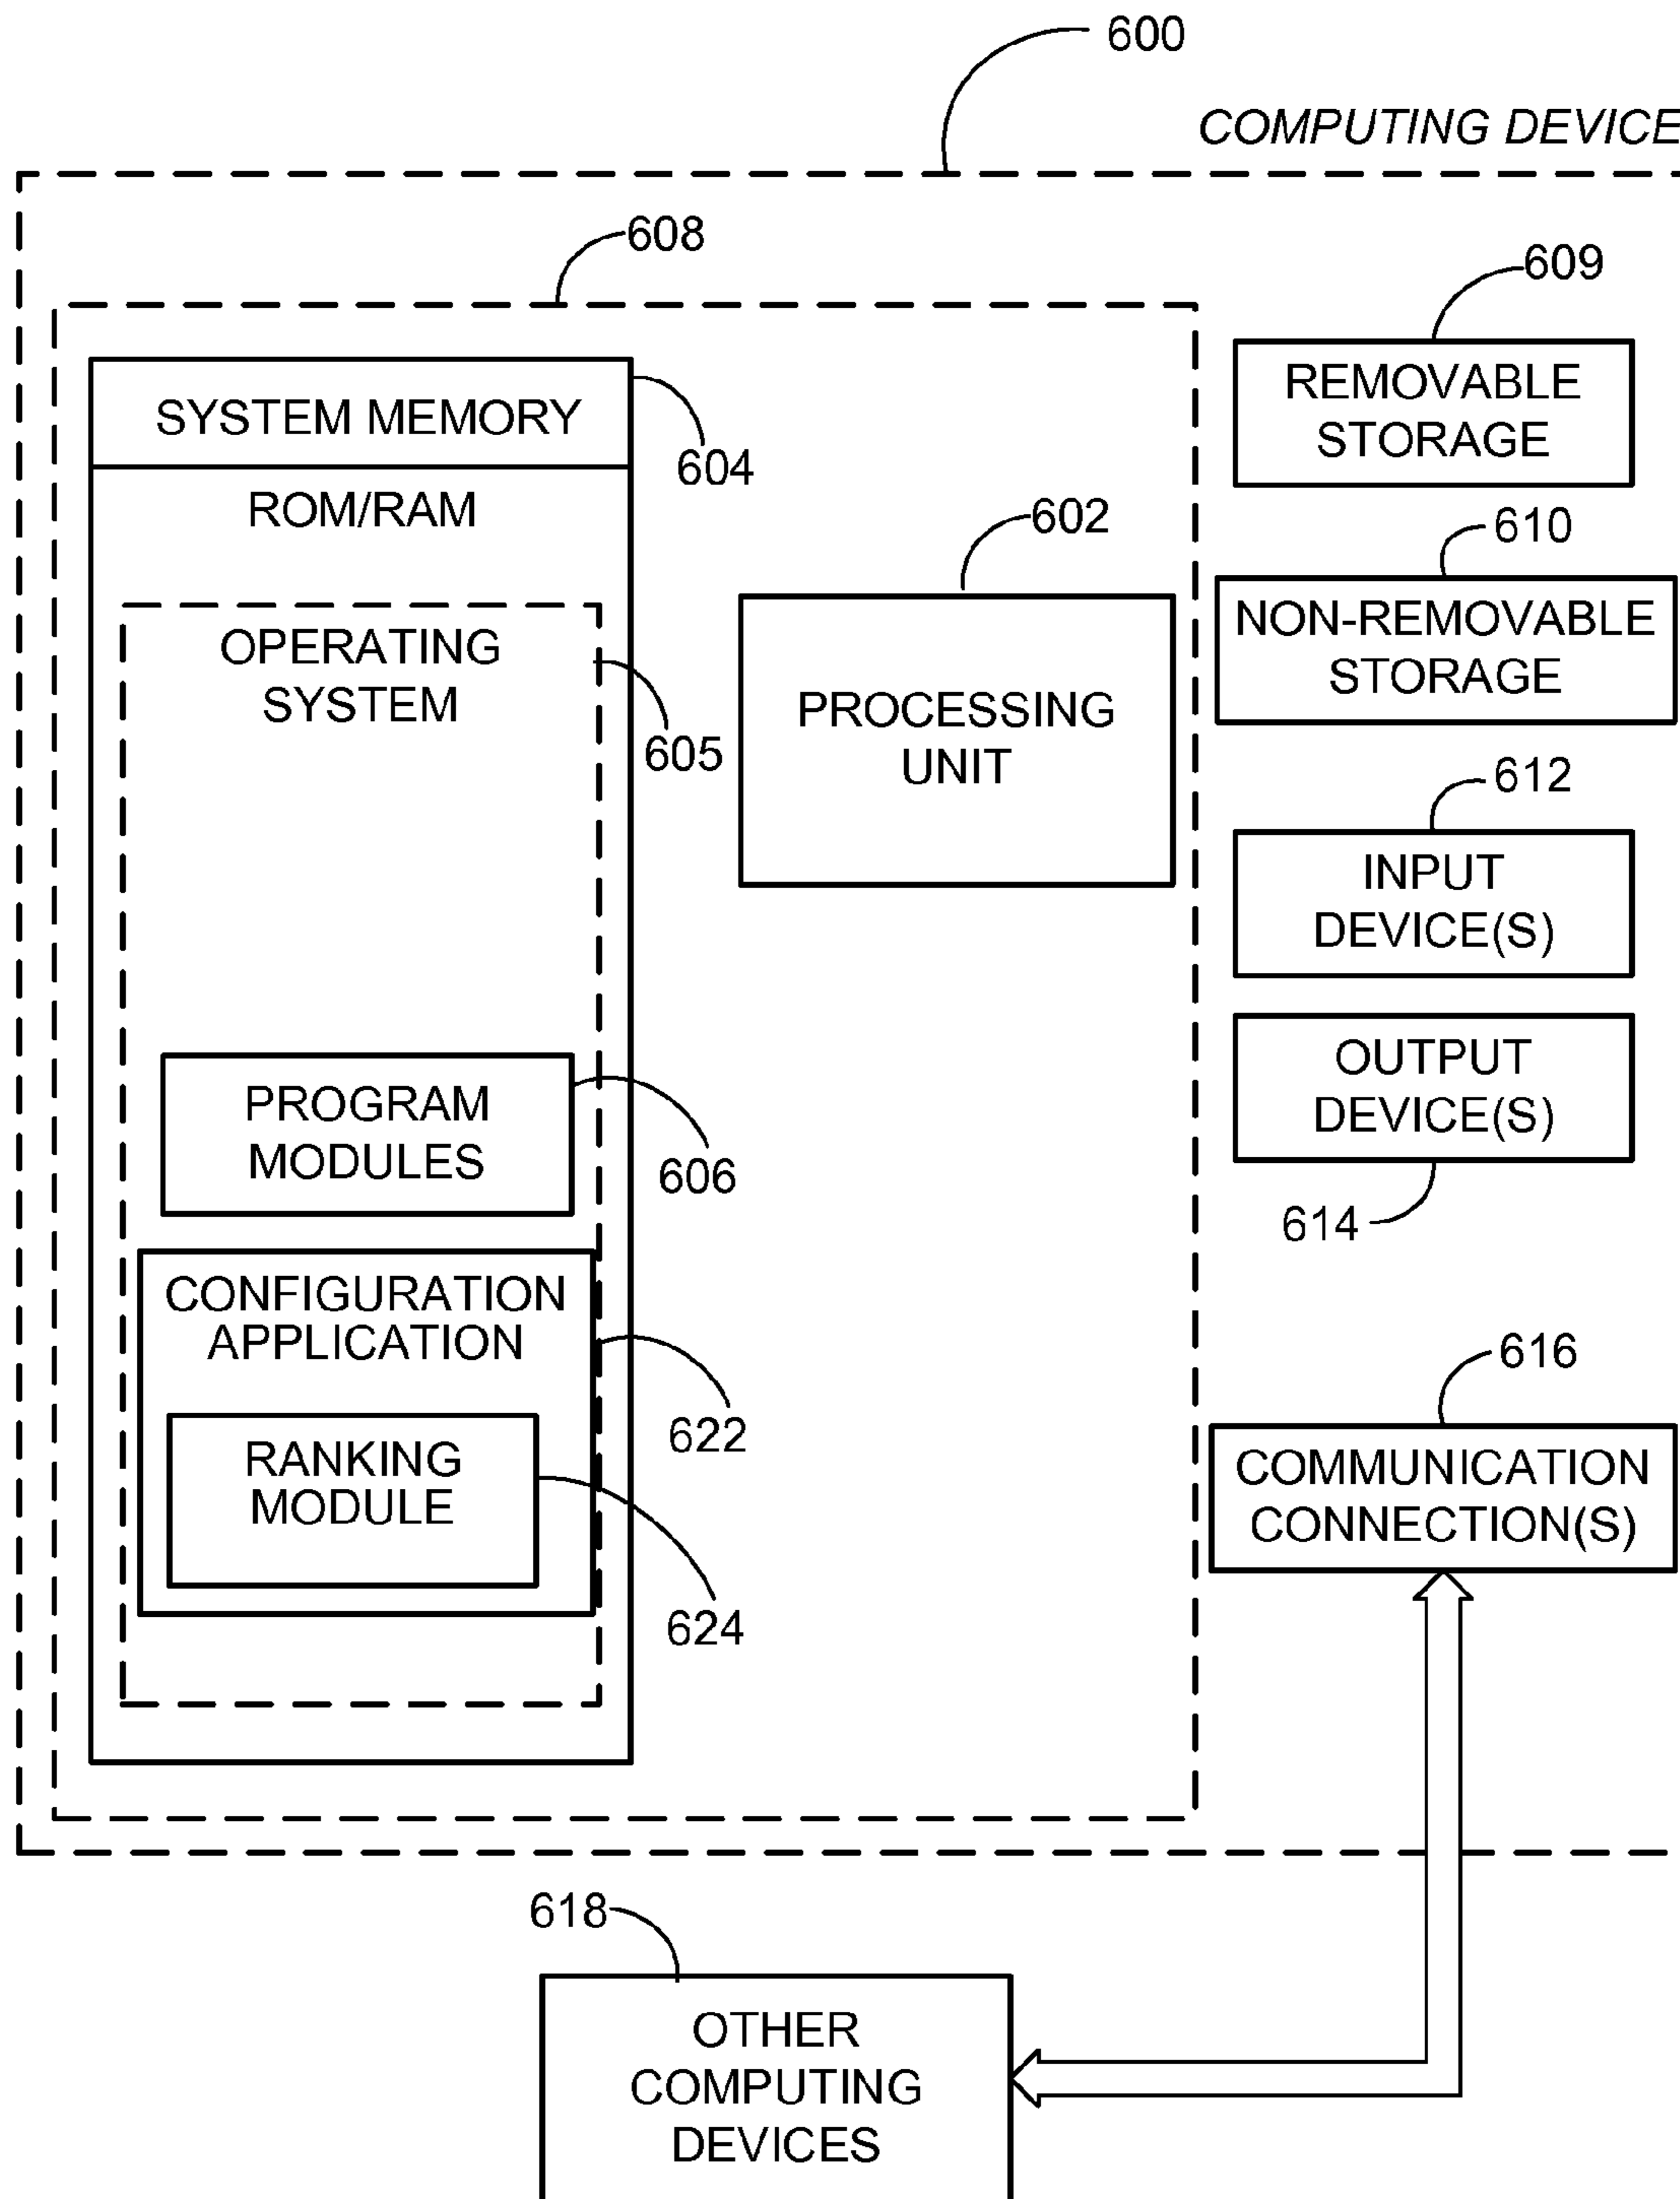 600
COMPUTING DEVICE
608
609
REMOVABLE
STORAGE
SYSTEM MEMORY
604
ROM/RAM
602
610
NON-REMOVABLE
STORAGE
OPERATING
SYSTEM
605
PROCESSING
UNIT
612
INPUT
DEVICE(S)
OUTPUT
DEVICE(S)
614
PROGRAM
MODULES
606
CONFIGURATION
APPLICATION
622
616
COMMUNICATION
CONNECTION(S)
RANKING
MODULE
624
618
OTHER
COMPUTING
DEVICES